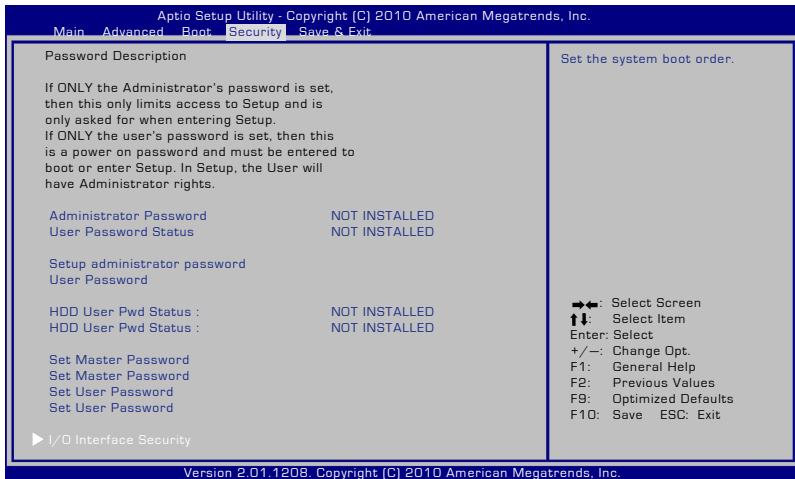 Aptio Setup Utility - Copyright (C) 2010 American Megatrends, Inc.
Main Advanced Boot Security Save & Exit
Password Description
If ONLY the Administrator's password is set,
then this only limits access to Setup and is
only asked for when entering Setup.
If ONLY the user's password is set, then this
is a power on password and must be entered to
boot or enter Setup. In Setup, the User will
have Administrator rights.
Administrator Password NOT INSTALLED
User Password Status NOT INSTALLED
Setup administrator password
User Password
HDD User Pwd Status : NOT INSTALLED
HDD User Pwd Status : NOT INSTALLED
Set Master Password
Set Master Password
Set User Password
Set User Password
I/O Interface Security
Set the system boot order.
→←: Select Screen
↑↓: Select Item
Enter: Select
+/—: Change Opt.
F1: General Help
F2: Previous Values
F9: Optimized Defaults
F10: Save ESC: Exit
Version 2.01.1208. Copyright (C) 2010 American Megatrends, Inc.